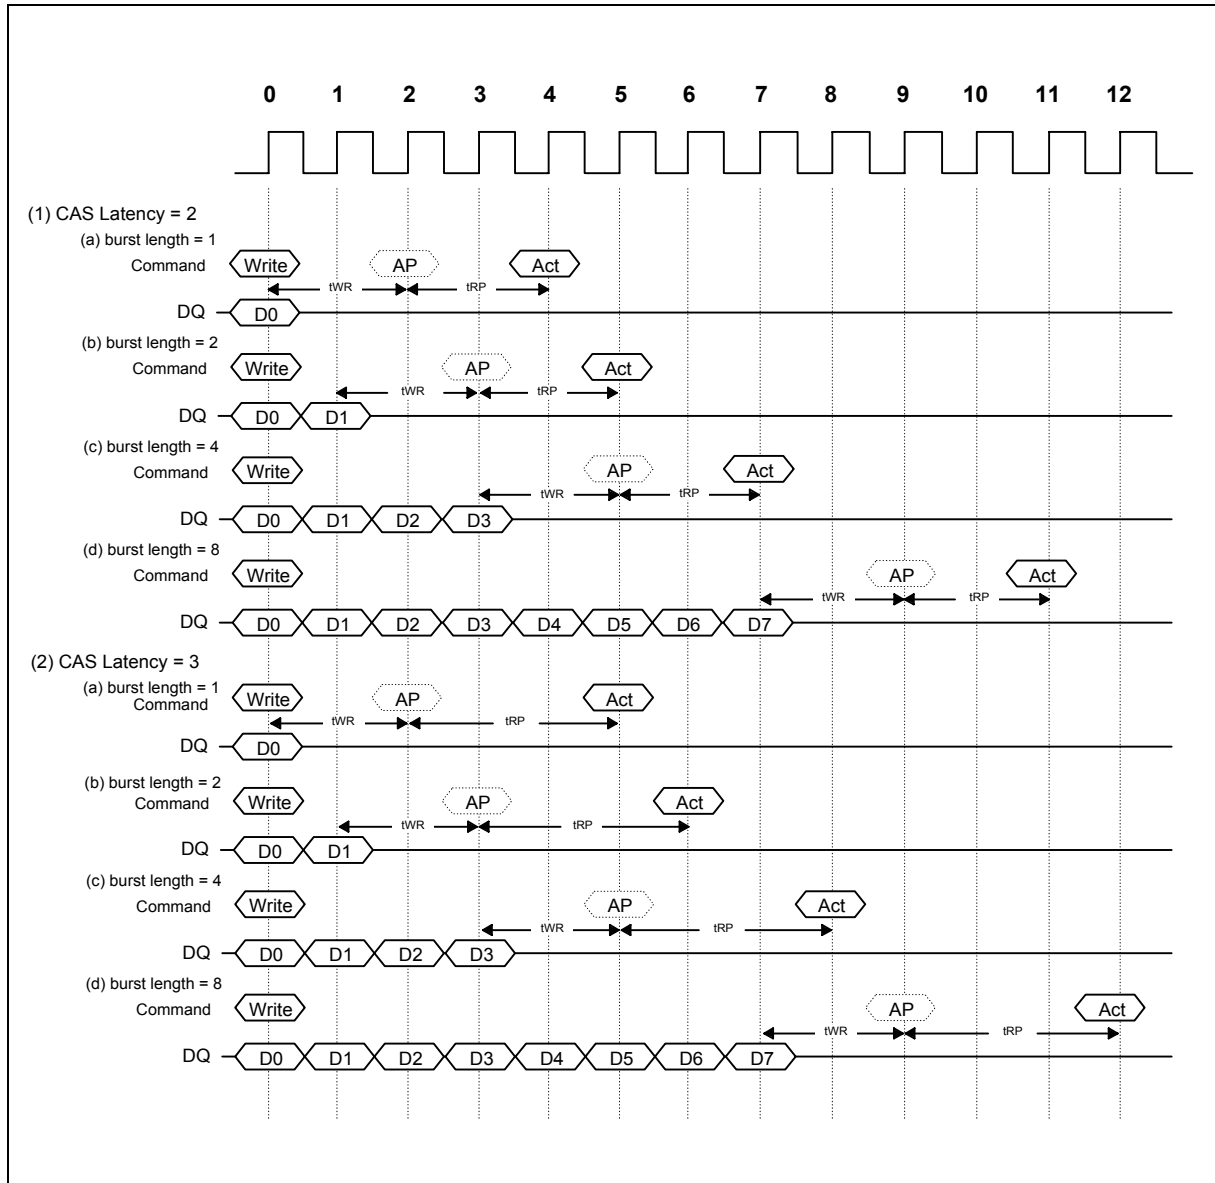 0 1 2 3 4 5 6 7 8 9 10 11 12
(1) CAS Latency = 2
(a) burst length = 1
Command Write AP Act
tWR tRP
DQ D0
(b) burst length = 2
Command Write AP Act
tWR tRP
DQ D0 D1
(c) burst length = 4
Command Write AP Act
tWR tRP
DQ D0 D1 D2 D3
(d) burst length = 8
Command Write AP Act
tWR tRP
DQ D0 D1 D2 D3 D4 D5 D6 D7
(2) CAS Latency = 3
(a) burst length = 1
Command Write AP Act
tWR tRP
DQ D0
(b) burst length = 2
Command Write AP Act
tWR tRP
DQ D0 D1
(c) burst length = 4
Command Write AP Act
tWR tRP
DQ D0 D1 D2 D3
(d) burst length = 8
Command Write AP Act
tWR tRP
DQ D0 D1 D2 D3 D4 D5 D6 D7